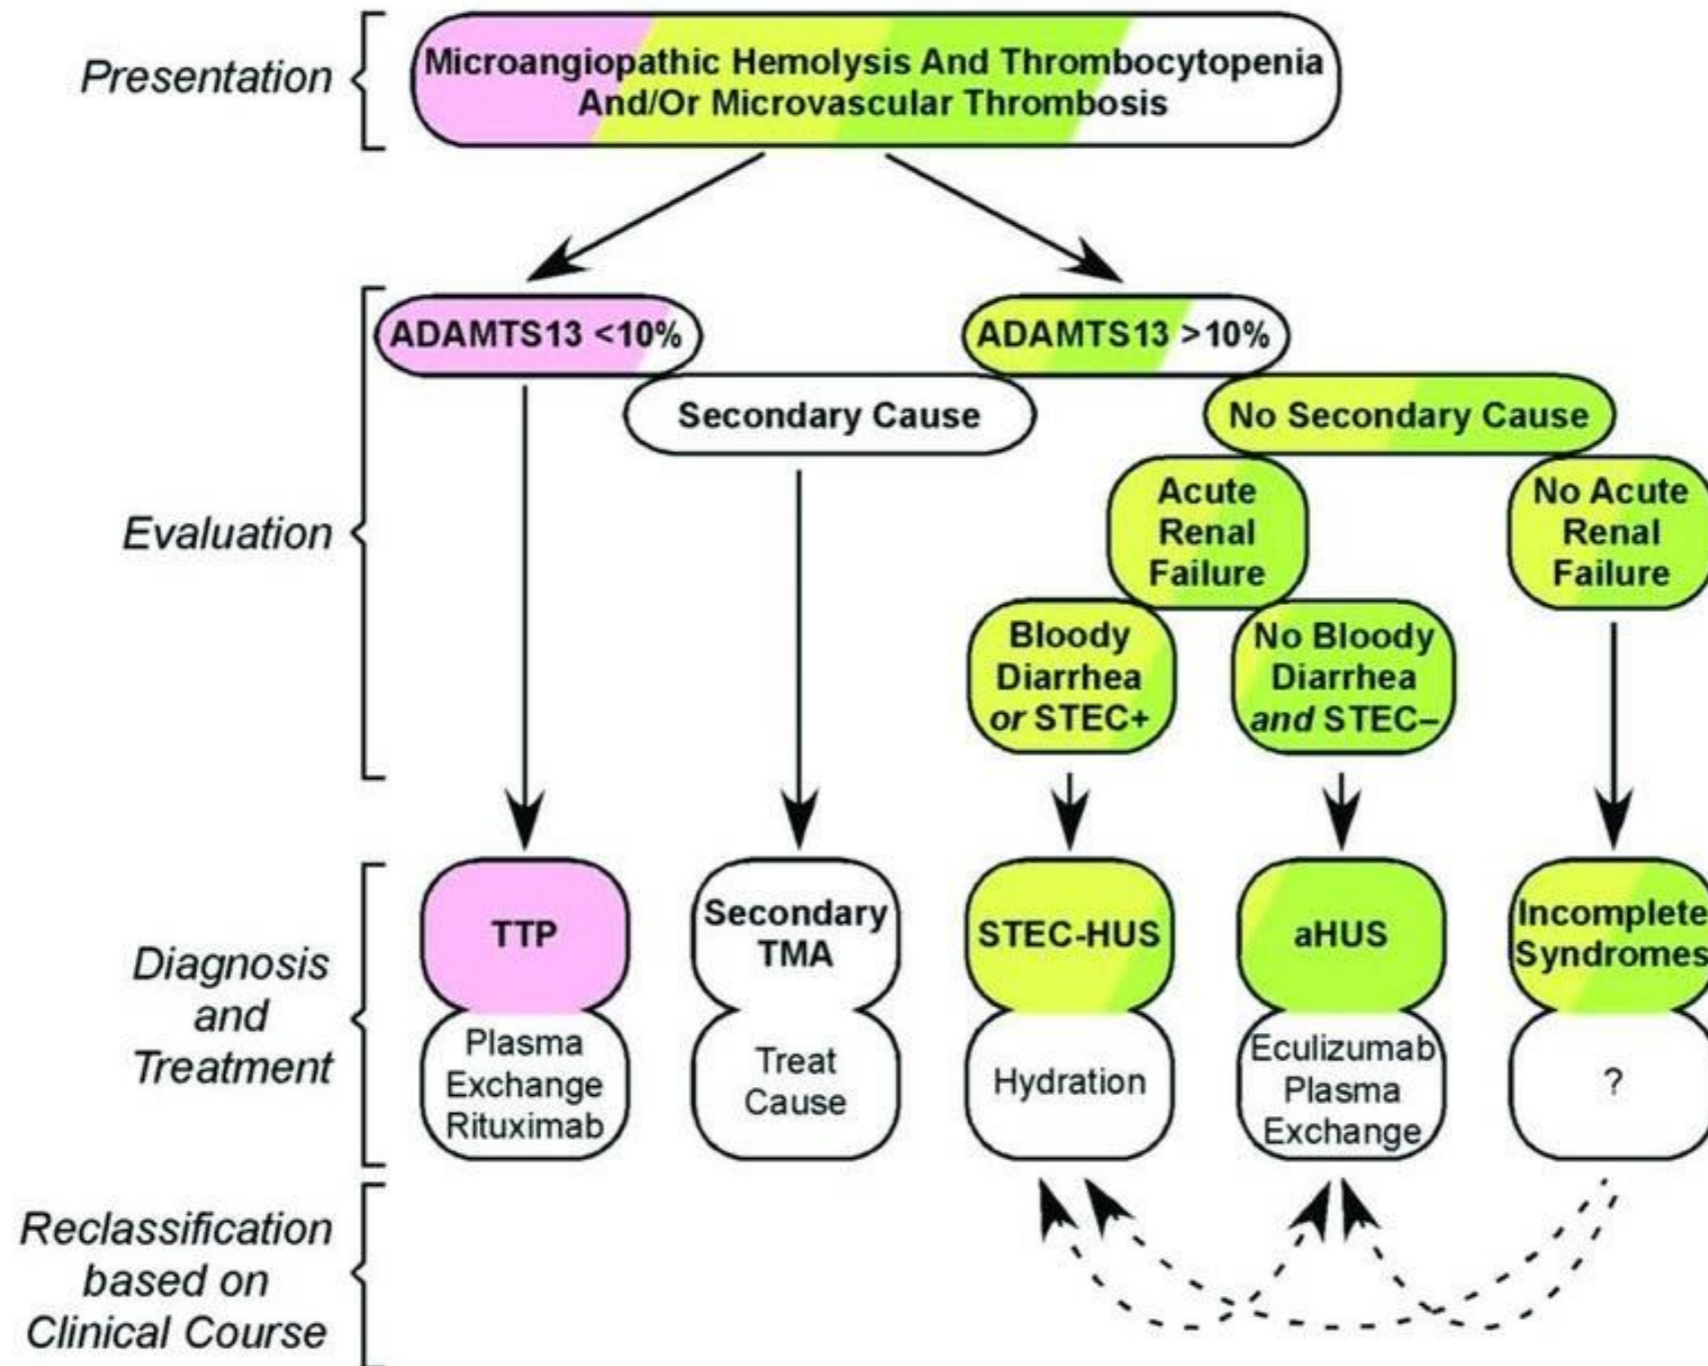 Presentation
Microangiopathic Hemolysis And Thrombocytopenia
And/Or Microvascular Thrombosis
Evaluation
ADAMTS13 <10%
ADAMTS13 >10%
Secondary Cause
No Secondary Cause
Acute
Renal
Failure
No Acute
Renal
Failure
Bloody
Diarrhea
or STEC+
No Bloody
Diarrhea
and STEC–
Diagnosis
and
Treatment
TTP
Plasma
Exchange
Rituximab
Secondary
TMA
Treat
Cause
STEC-HUS
Hydration
aHUS
Eculizumab
Plasma
Exchange
Incomplete
Syndromes
?
Reclassification
based on
Clinical Course